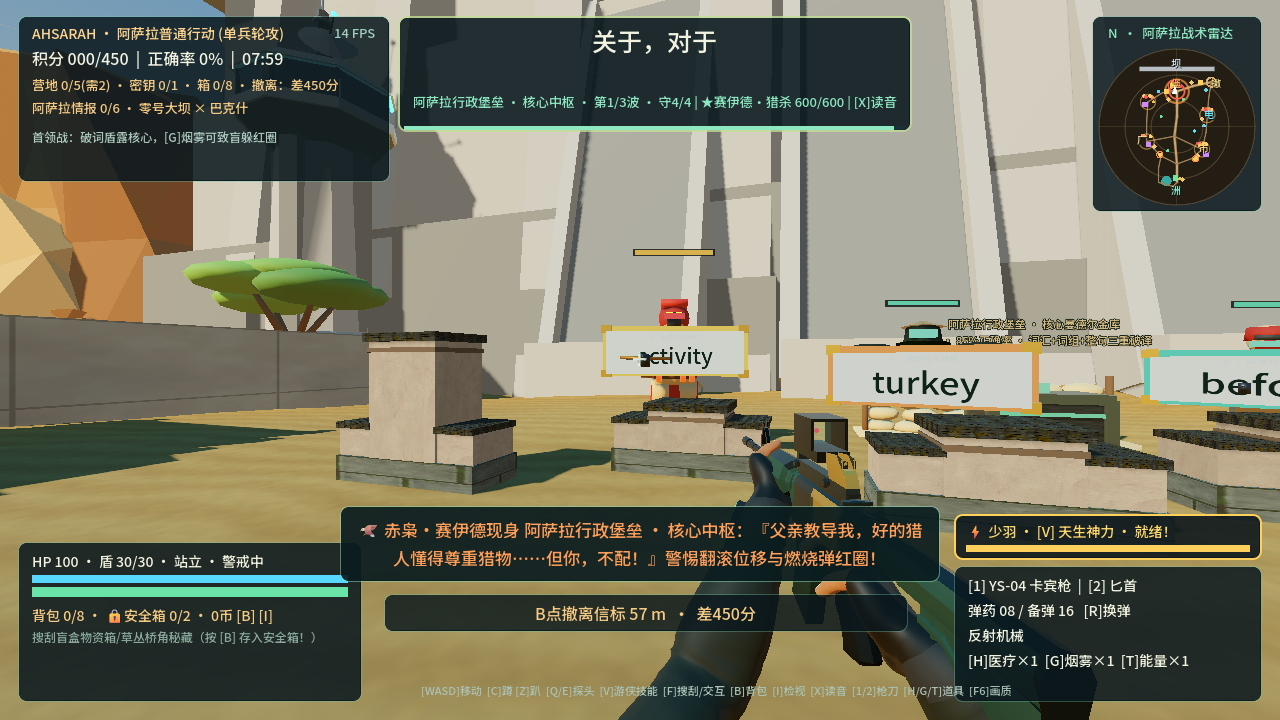 AHSARAH · 阿萨拉普通行动 (单兵轮攻) 14 FPS
积分 000/450 | 正确率 0% | 07:59
营地 0/5(需2) · 密钥 0/1 · 箱 0/8 · 撤离: 差450分
阿萨拉情报 0/6 · 零号大坝 × 巴克什
首领战: 破词盾露核心，[G]烟雾可致盲躲红圈
关于，对于
阿萨拉行政堡垒 · 核心中枢 · 第1/3波 · 守4/4 | ★赛伊德·猎杀 600/600 | [X]读音
N · 阿萨拉战术雷达
坝
洲
阿萨拉行政堡垒 · 核心曼德尔金库
ctivity
turkey
befo
赤枭·赛伊德现身 阿萨拉行政堡垒 · 核心中枢: 『父亲教导我，好的猎
人懂得尊重猎物……但你，不配！』警惕翻滚位移与燃烧弹红圈！
少羽 · [V] 天生神力 · 就绪！
HP 100 · 盾 30/30 · 站立 · 警戒中
背包 0/8 · 安全箱 0/2 · 0币 [B] [I]
搜刮盲盒物资箱/草丛桥角秘藏（按 [B] 存入安全箱！）
B点撤离信标 57 m · 差450分
[1] YS-04 卡宾枪 | [2] 匕首
弹药 08 / 备弹 16 [R]换弹
反射机械
[H]医疗×1 [G]烟雾×1 [T]能量×1
[WASD]移动 [C]蹲 [Z]趴 [Q/E]探头 [V]游侠技能 [F]搜刮/交互 [B]背包 [I]检视 [X]读音 [1/2]枪刀 [H/G/T]道具 [F6]画质